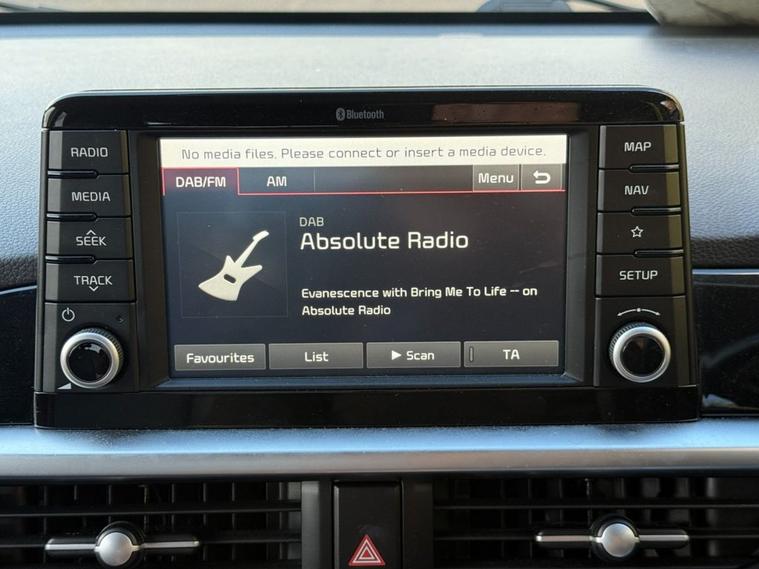 Bluetooth
RADIO
MEDIA
SEEK
TRACK
No media files. Please connect or insert a media device.
DAB/FM
AM
Menu
DAB
Absolute Radio
Evanescence with Bring Me To Life -- on
Absolute Radio
Favourites
List
Scan
TA
MAP
NAV
SETUP